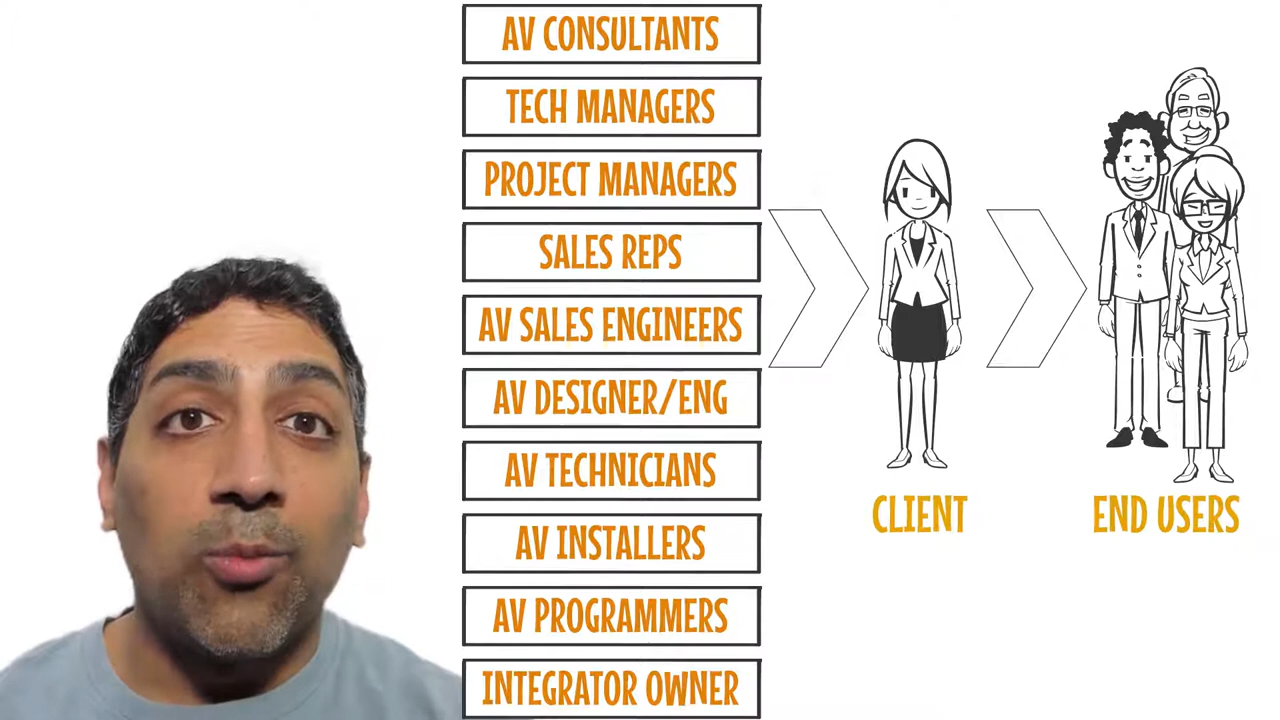 AV CONSULTANTS
TECH MANAGERS
PROJECT MANAGERS
SALES REPS
AV SALES ENGINEERS
AV DESIGNER/ENG
AV TECHNICIANS
AV INSTALLERS
AV PROGRAMMERS
INTEGRATOR OWNER
CLIENT
END USERS